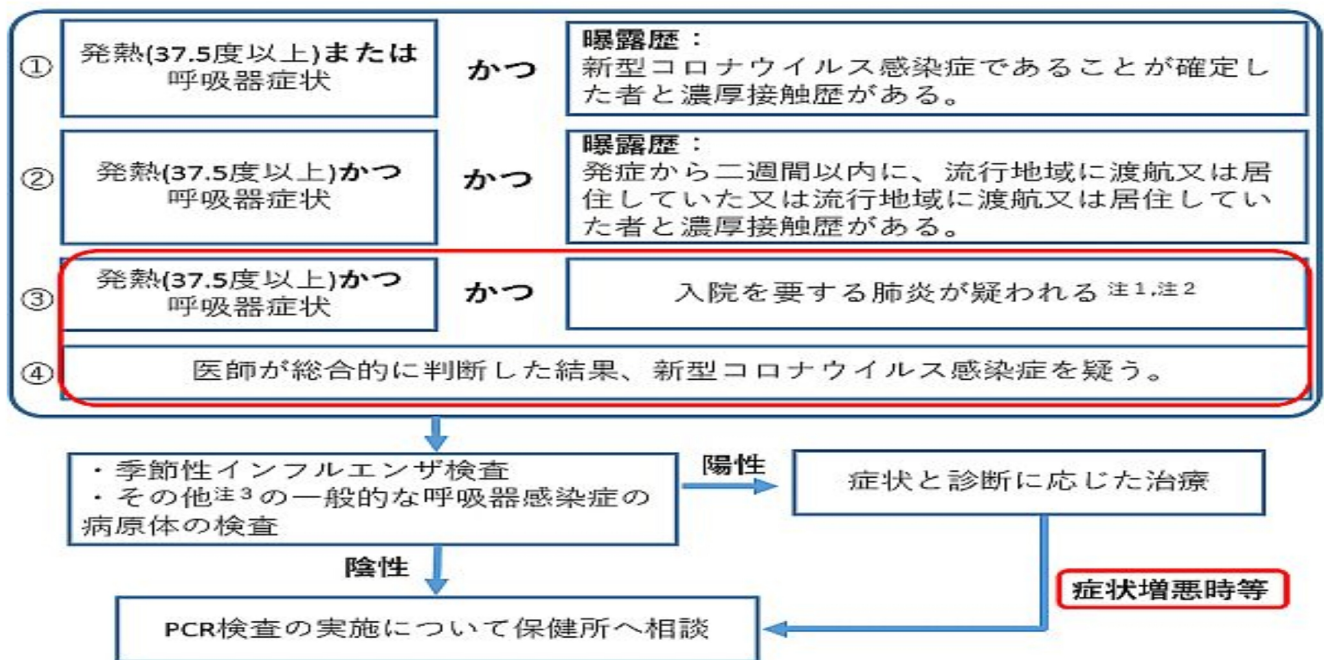 ①
発熱(37.5度以上)または
呼吸器症状
かつ
曝露歴：
新型コロナウイルス感染症であることが確定し
た者と濃厚接触歴がある。
②
発熱(37.5度以上)かつ
呼吸器症状
かつ
曝露歴：
発症から二週間以内に、流行地域に渡航又は居
住していた又は流行地域に渡航又は居住してい
た者と濃厚接触歴がある。
③
発熱(37.5度以上)かつ
呼吸器症状
かつ
入院を要する肺炎が疑われる注1,注2
④
医師が総合的に判断した結果、新型コロナウイルス感染症を疑う。
・季節性インフルエンザ検査
・その他注3の一般的な呼吸器感染症の
病原体の検査
陽性
症状と診断に応じた治療
陰性
症状増悪時等
PCR検査の実施について保健所へ相談